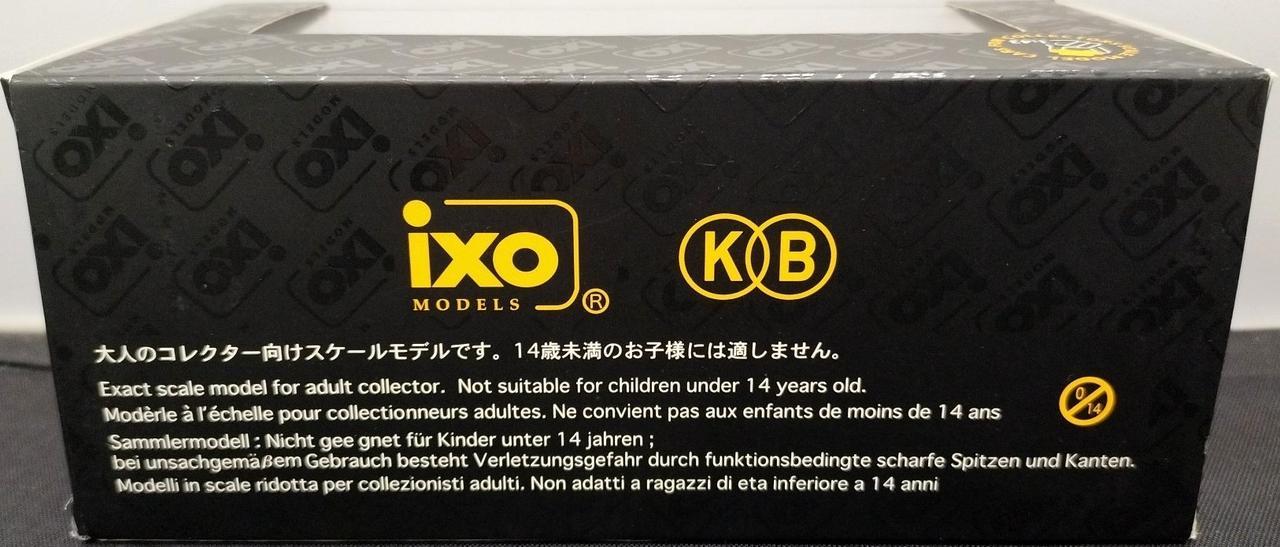 ixo
MODELS
®
K B
大人のコレクター向けスケールモデルです。14歳未満のお子様には適しません。
Exact scale model for adult collector. Not suitable for children under 14 years old.
Modèrle à l'échelle pour collectionneurs adultes. Ne convient pas aux enfants de moins de 14 ans
0
14
Sammlermodell : Nicht gee gnet für Kinder unter 14 jahren ;
bei unsachgemäßem Gebrauch besteht Verletzungsgefahr durch funktionsbedingte scharfe Spitzen und Kanten.
Modelli in scale ridotta per collezionisti adulti. Non adatti a ragazzi di eta inferiore a 14 anni